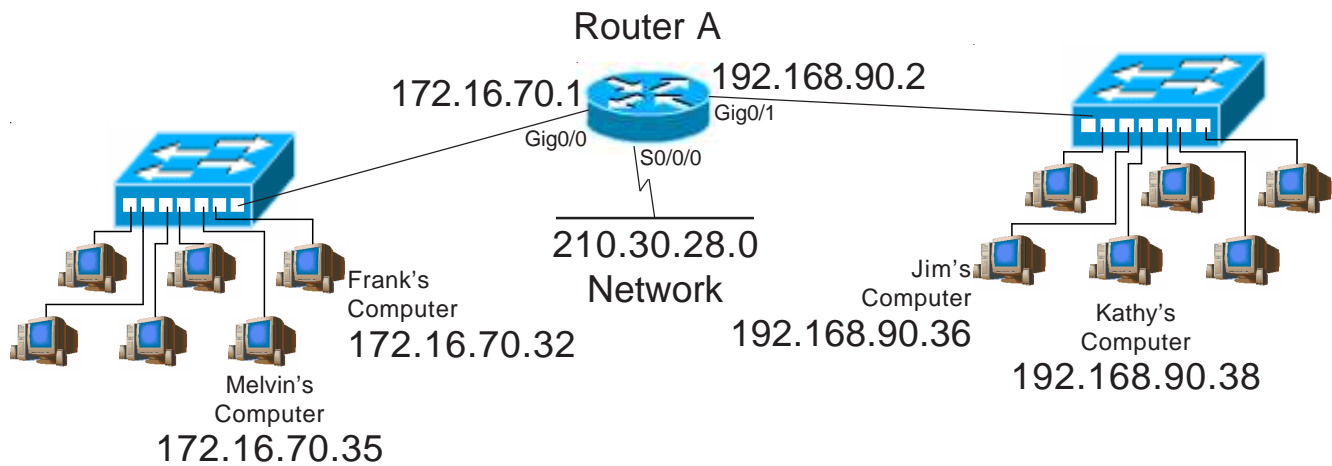 Router A
172.16.70.1
192.168.90.2
Gig0/0
Gig0/1
S0/0/0
210.30.28.0
Network
Frank's
Computer
172.16.70.32
Melvin's
Computer
172.16.70.35
Jim's
Computer
192.168.90.36
Kathy's
Computer
192.168.90.38